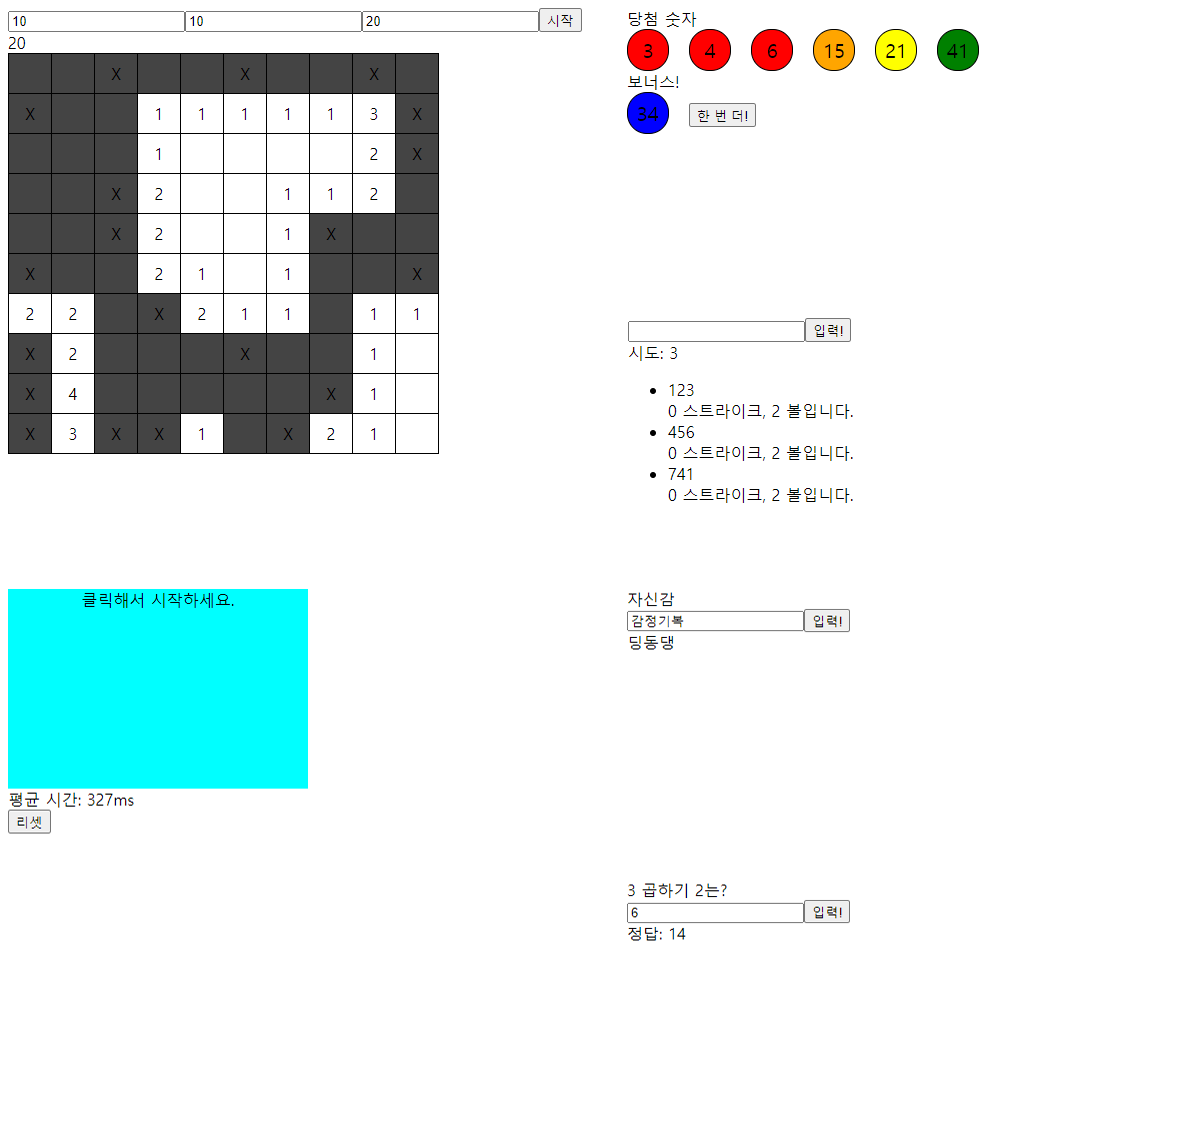 10 10 20 시작
20
X X X
X 1 1 1 1 1 3 X
1 2 X
X 2 1 1 2
X 2 1 X
X 2 1 1 X
2 2 X 2 1 1 1 1
X 2 X 1
X 4 X 1
X 3 X X 1 X 2 1
당첨 숫자
3 4 6 15 21 41
보너스!
34 한 번 더!
입력!
시도: 3
123
0 스트라이크, 2 볼입니다.
456
0 스트라이크, 2 볼입니다.
741
0 스트라이크, 2 볼입니다.
클릭해서 시작하세요.
평균 시간: 327ms
리셋
자신감
감정기복 입력!
딩동댕
3 곱하기 2는?
6 입력!
정답: 14